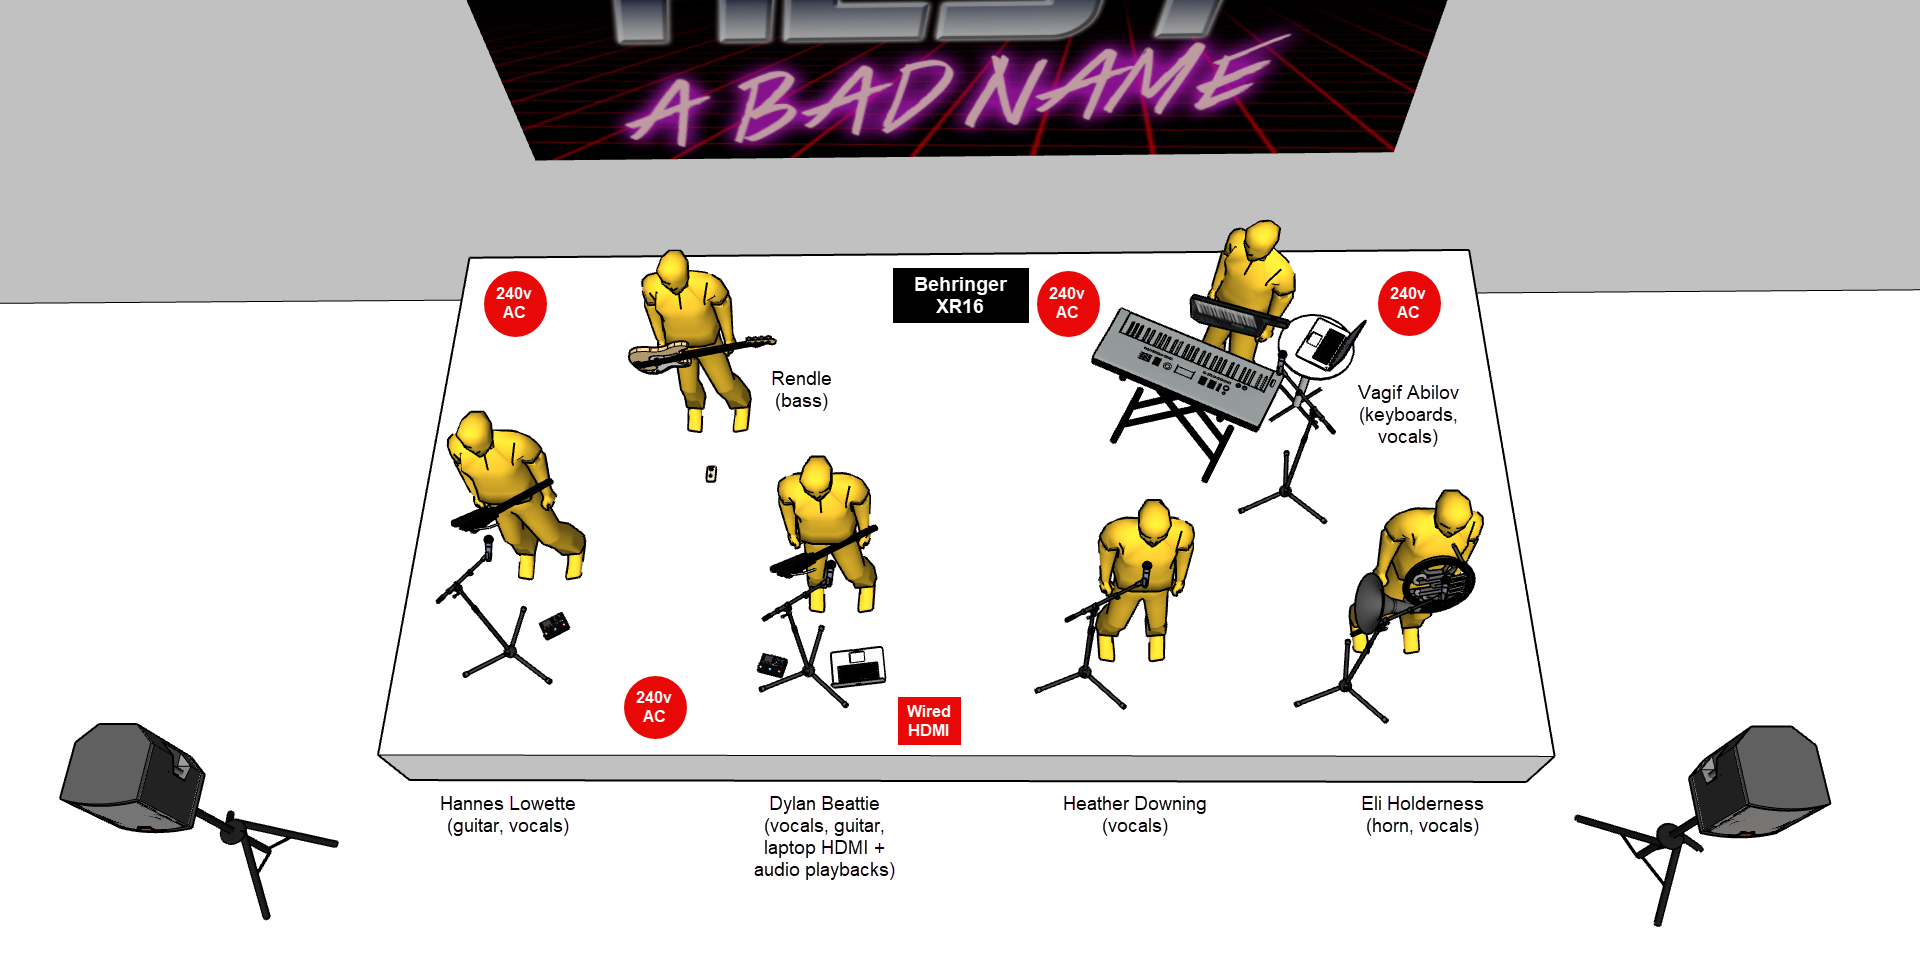 A BAD NAME
240v
AC
Behringer
XR16
240v
AC
240v
AC
Rendle
(bass)
Vagif Abilov
(keyboards,
vocals)
240v
AC
Wired
HDMI
Hannes Lowette
(guitar, vocals)
Dylan Beattie
(vocals, guitar,
laptop HDMI +
audio playbacks)
Heather Downing
(vocals)
Eli Holderness
(horn, vocals)